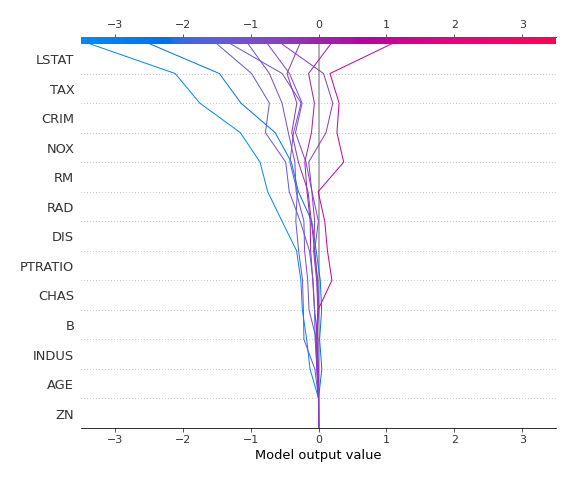 −3 −2 −1 0 1 2 3
LSTAT
TAX
CRIM
NOX
RM
RAD
DIS
PTRATIO
CHAS
B
INDUS
AGE
ZN
−3 −2 −1 0 1 2 3
Model output value